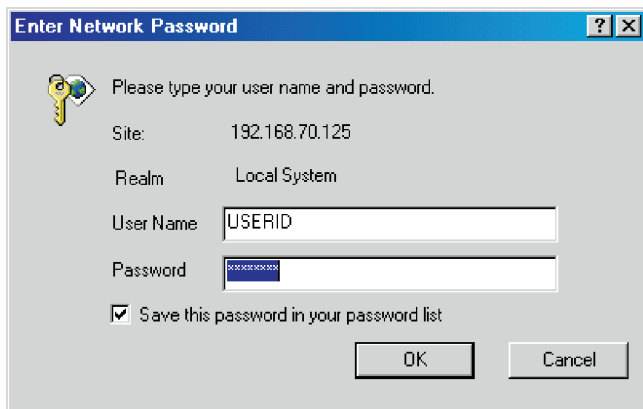 Enter Network Password
Please type your user name and password.
Site: 192.168.70.125
Realm Local System
User Name USERID
Password xxxxxxxx
Save this password in your password list
OK Cancel